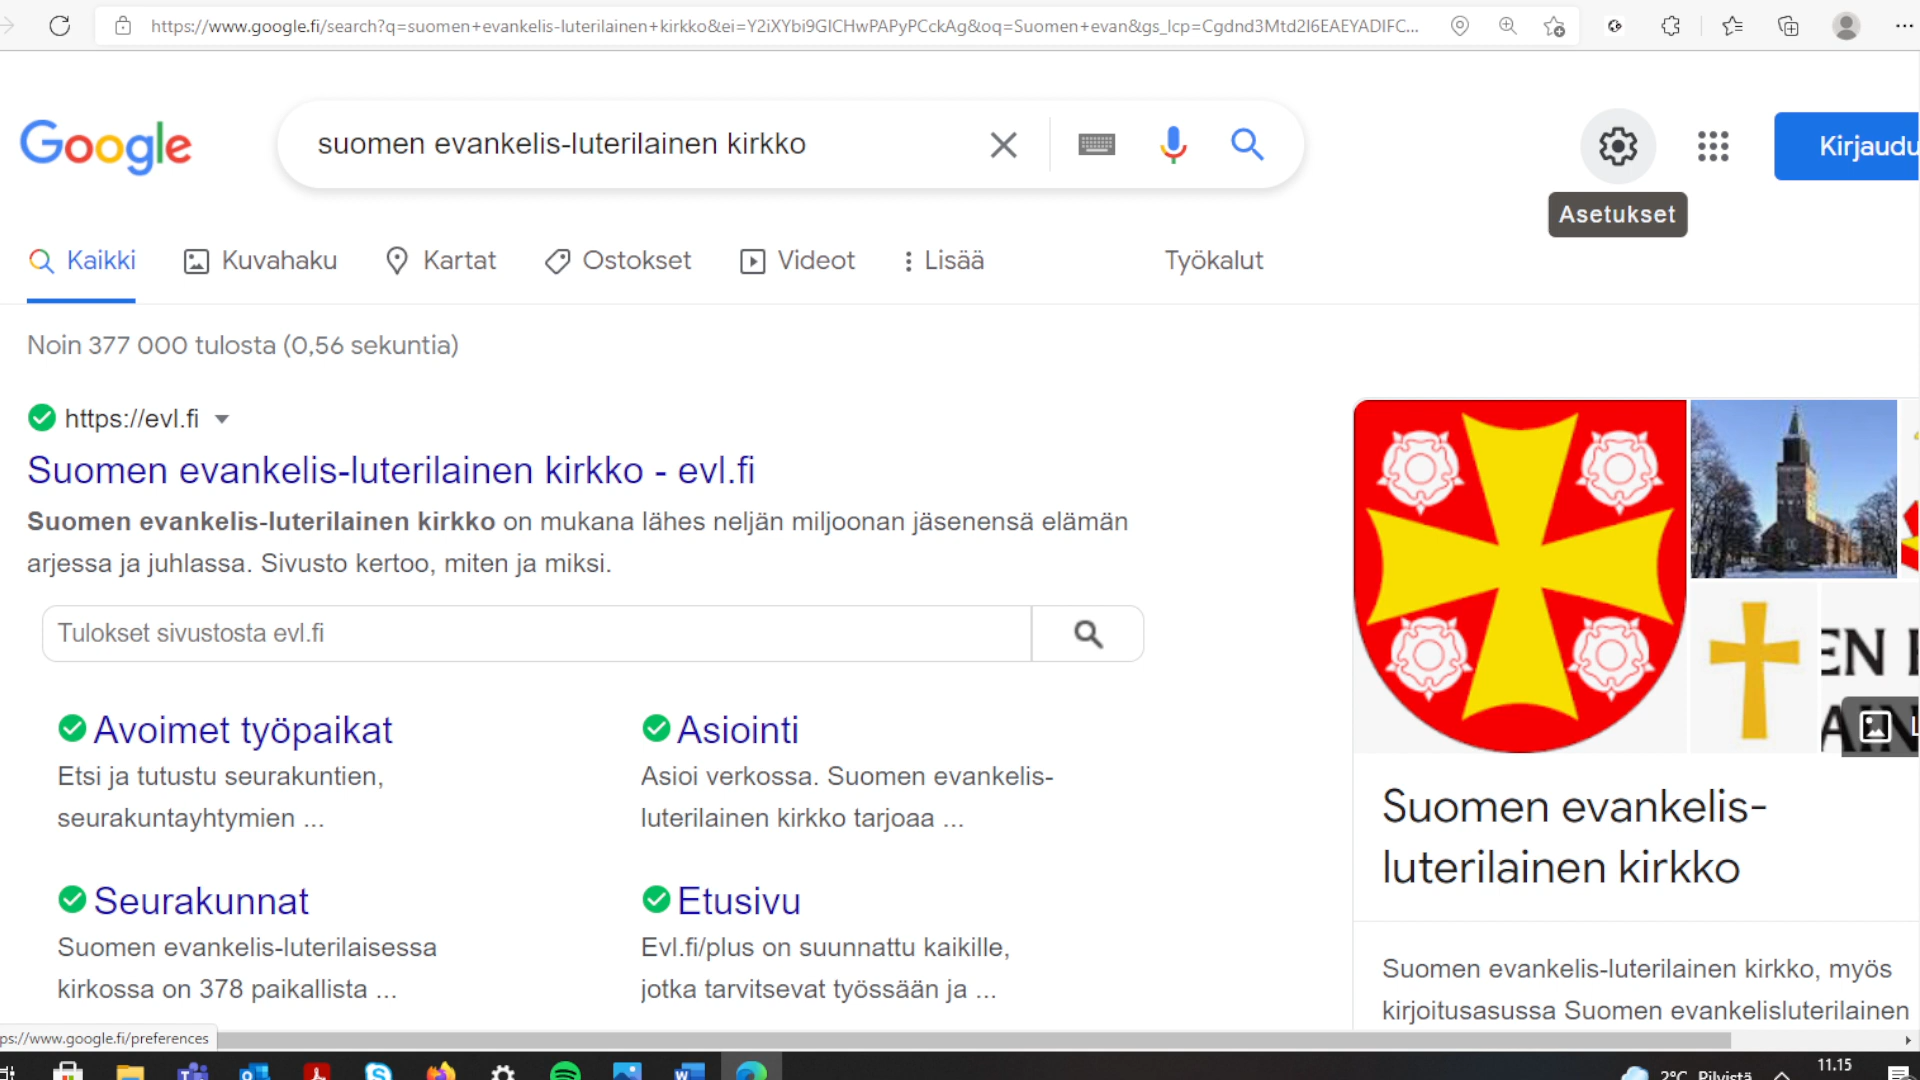 https://www.google.fi/search?q=suomen+evankelis-luterilainen+kirkko&ei=Y2iXYbi9GICHwPAPyPCckAg&oq=Suomen+evan&gs_lcp=Cgdnd3Mtd2l6EAEYADIFC...
Google
suomen evankelis-luterilainen kirkko
Kirjaudu
Asetukset
Kaikki Kuvahaku Kartat Ostokset Videot Lisää Työkalut
Noin 377 000 tulosta (0,56 sekuntia)
https://evl.fi
Suomen evankelis-luterilainen kirkko - evl.fi
Suomen evankelis-luterilainen kirkko on mukana lähes neljän miljoonan jäsenensä elämän
arjessa ja juhlassa. Sivusto kertoo, miten ja miksi.
Tulokset sivustosta evl.fi
Avoimet työpaikat
Etsi ja tutustu seurakuntien,
seurakuntayhtymien ...
Asiointi
Asioi verkossa. Suomen evankelis-
luterilainen kirkko tarjoaa ...
Seurakunnat
Suomen evankelis-luterilaisessa
kirkossa on 378 paikallista ...
Etusivu
Evl.fi/plus on suunnattu kaikille,
jotka tarvitsevat työssään ja ...
Suomen evankelis-
luterilainen kirkko
Suomen evankelis-luterilainen kirkko, myös
kirjoitusasussa Suomen evankelisluterilainen
ps://www.google.fi/preferences
2°C Pilvistä
11.15